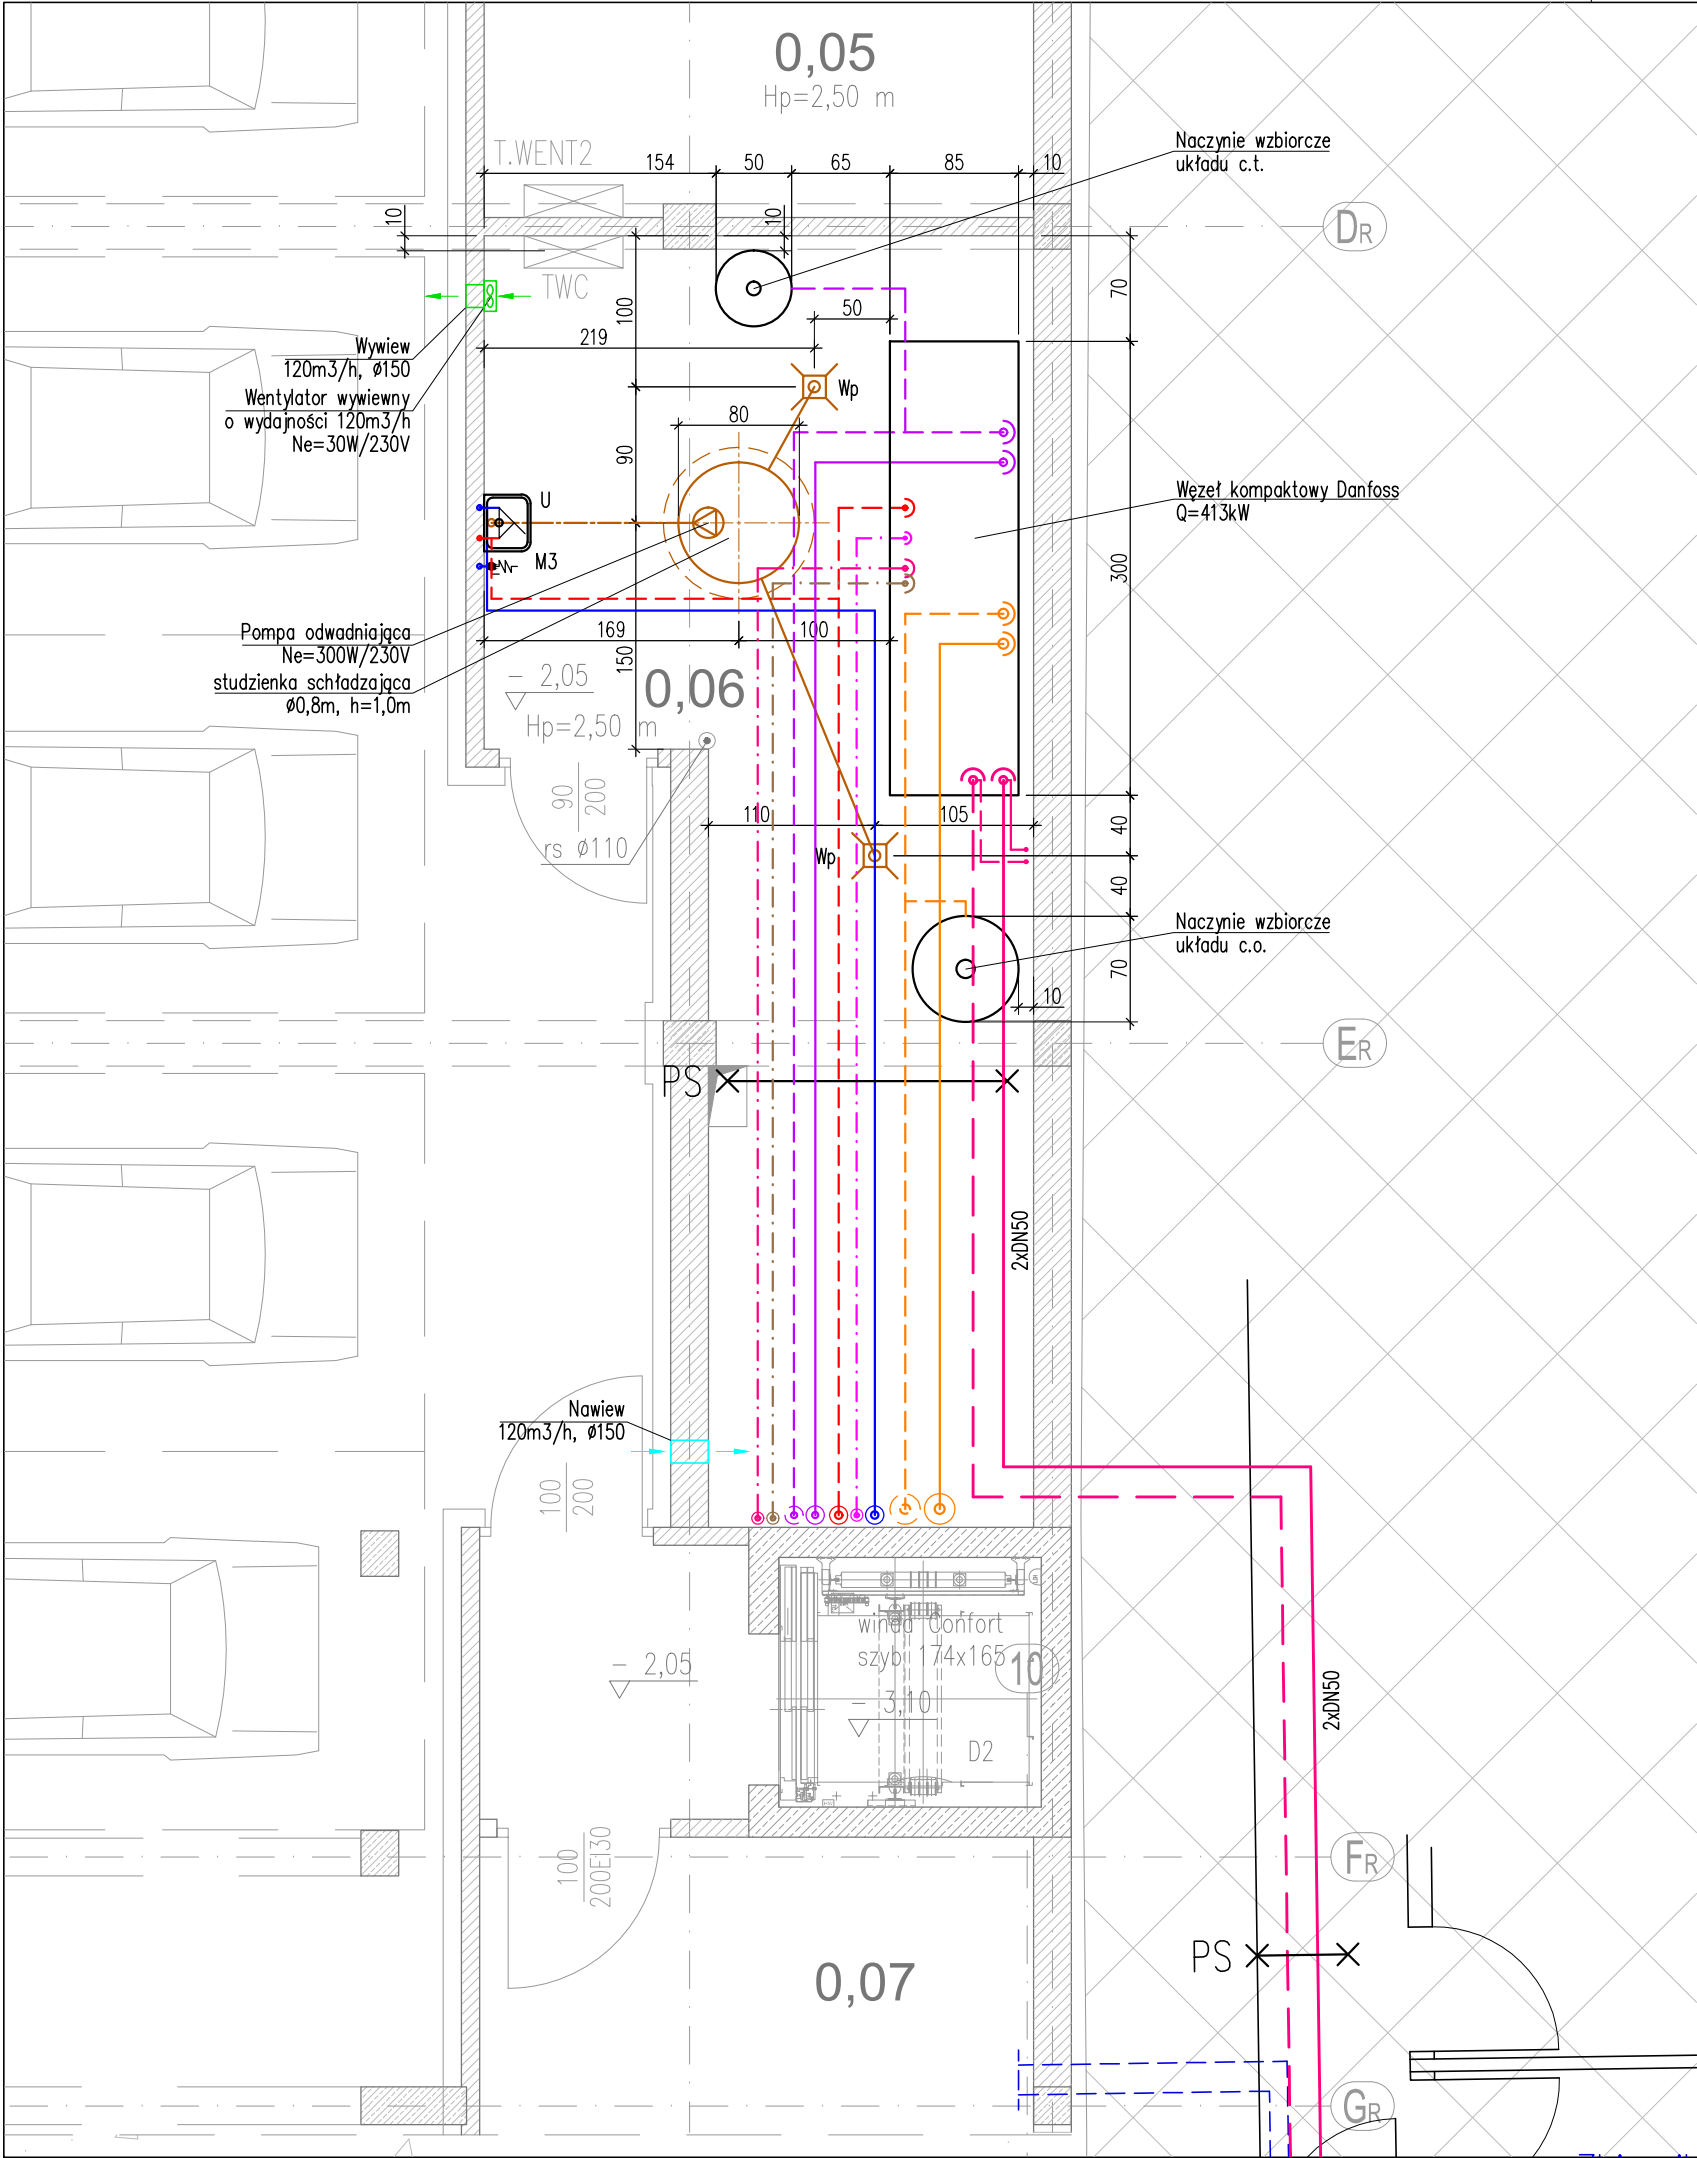 0,05
Hp=2,50 m
T.WENT2
154
50
65
85
10
Naczynie wzbiorcze
układu c.t.
10
10
DR
TWC
100
50
70
219
Wywiew
120m3/h, ø150
Wentylator wywiewny
o wydajności 120m3/h
Ne=30W/230V
Wp
80
90
U
M3
Węzeł kompaktowy Danfoss
Q=413kW
300
Pompa odwadniająca
Ne=300W/230V
studzienka schładzająca
ø0,8m, h=1,0m
169
100
150
- 2,05
0,06
Hp=2,50 m
90
200
rs ø110
110
105
40
Wp
40
Naczynie wzbiorcze
układu c.o.
70
10
ER
PS
2xDN50
Nawiew
120m3/h, ø150
100
200
winda Confort
szyb 174x165
10
- 2,05
- 3,10
D2
2xDN50
100
200EI30
FR
0,07
PS
GR